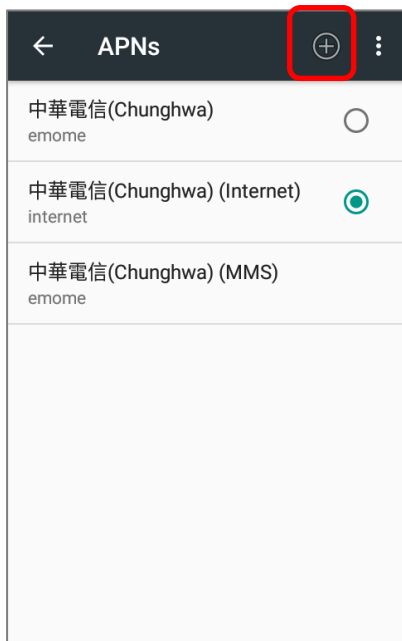 APNs
中華電信(Chunghwa)
emome
中華電信(Chunghwa) (Internet)
internet
中華電信(Chunghwa) (MMS)
emome